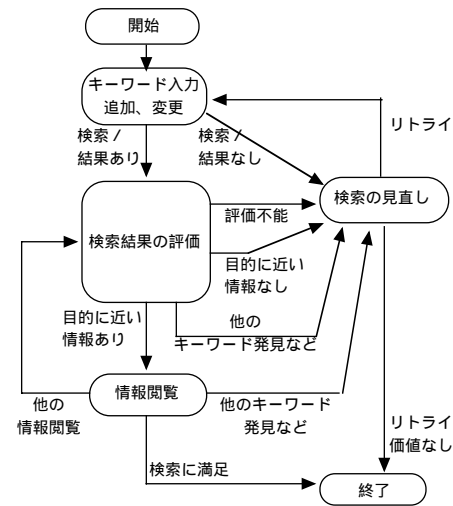 開始
キーワード入力
追加、変更
リトライ
検索/
結果あり
検索/
結果なし
検索の見直し
評価不能
検索結果の評価
目的に近い
情報なし
目的に近い
情報あり
他の
キーワード発見など
情報閲覧
他の
情報閲覧
他のキーワード
発見など
リトライ
価値なし
検索に満足
終了